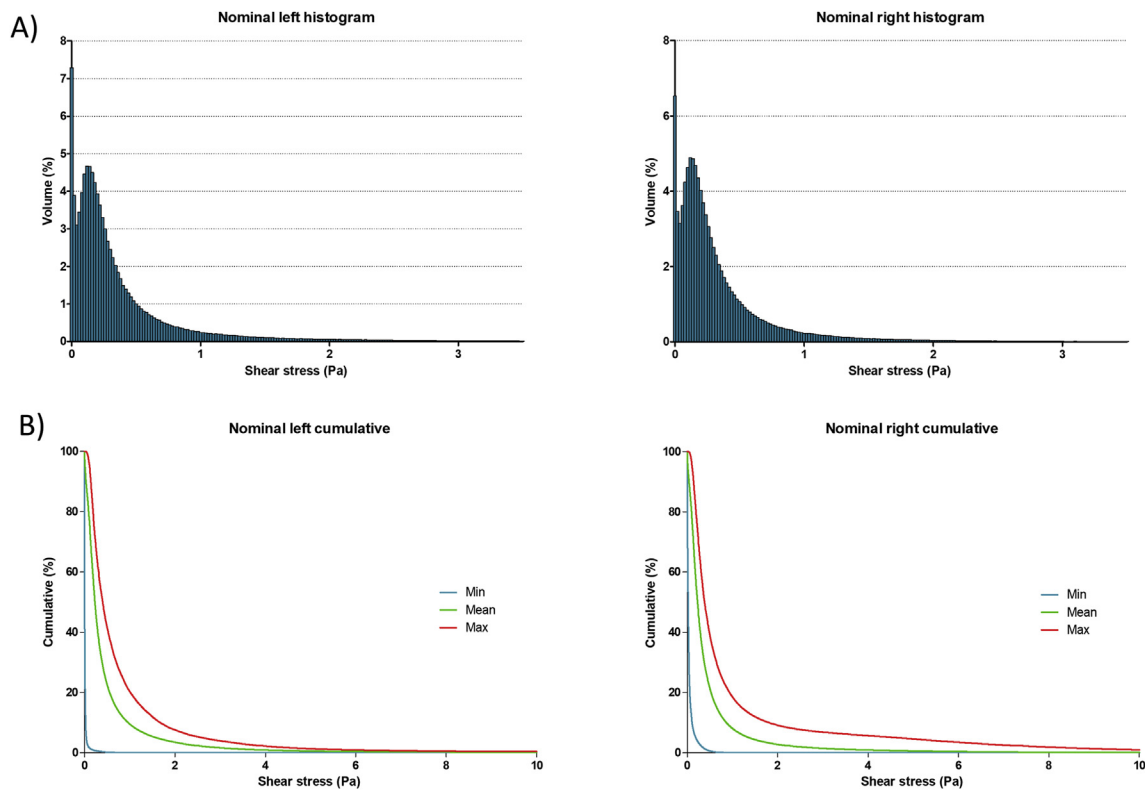 A)
Nominal left histogram
8
7
6
5
4
3
2
1
0
Volume (%)
0 1 2 3
Shear stress (Pa)
Nominal right histogram
8
6
4
2
0
Volume (%)
0 1 2 3
Shear stress (Pa)
B)
Nominal left cumulative
100
80
60
40
20
0
Cumulative (%)
Min
Mean
Max
0 2 4 6 8 10
Shear stress (Pa)
Nominal right cumulative
100
80
60
40
20
0
Cumulative (%)
Min
Mean
Max
0 2 4 6 8 10
Shear stress (Pa)